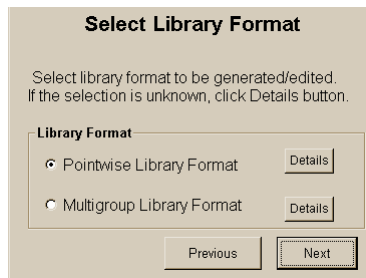 Select Library Format
Select library format to be generated/edited.
If the selection is unknown, click Details button.
Library Format
Pointwise Library Format
Details
Multigroup Library Format
Details
Previous
Next